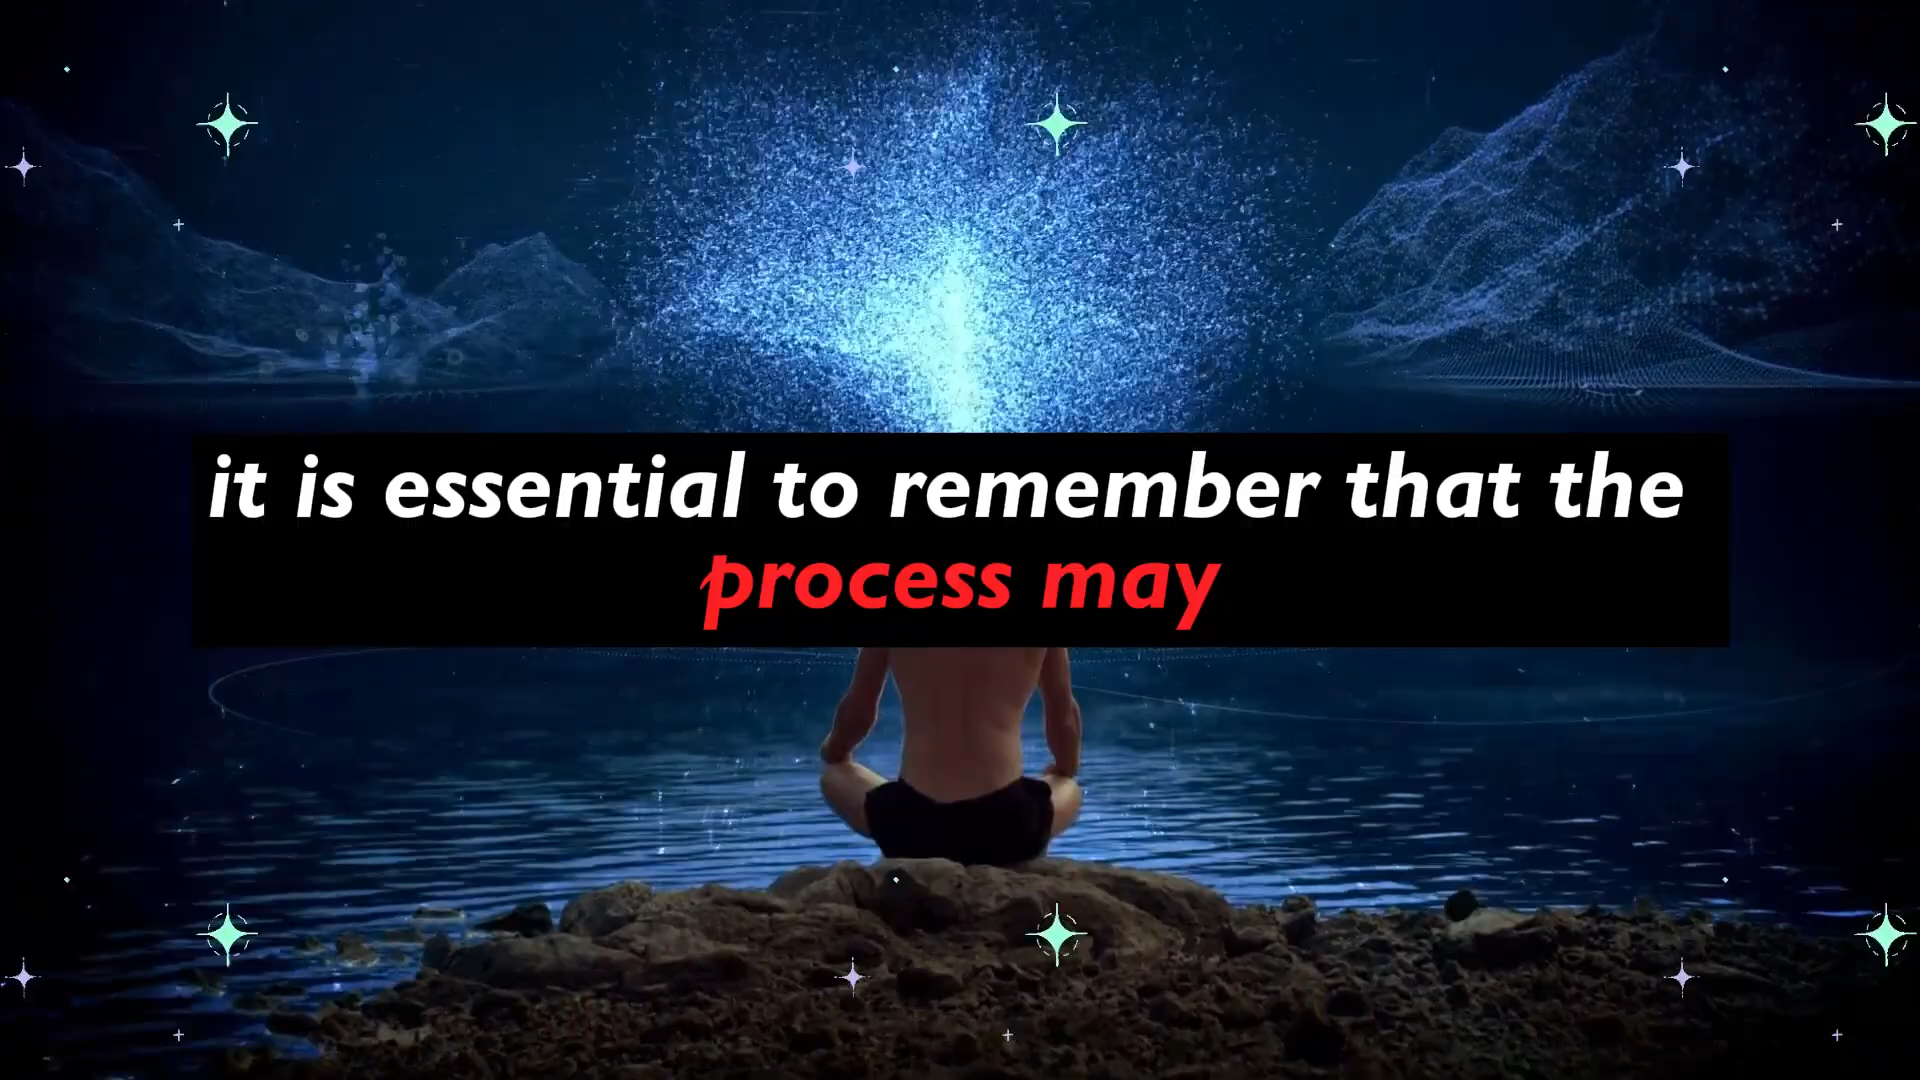 it is essential to remember that the
process may